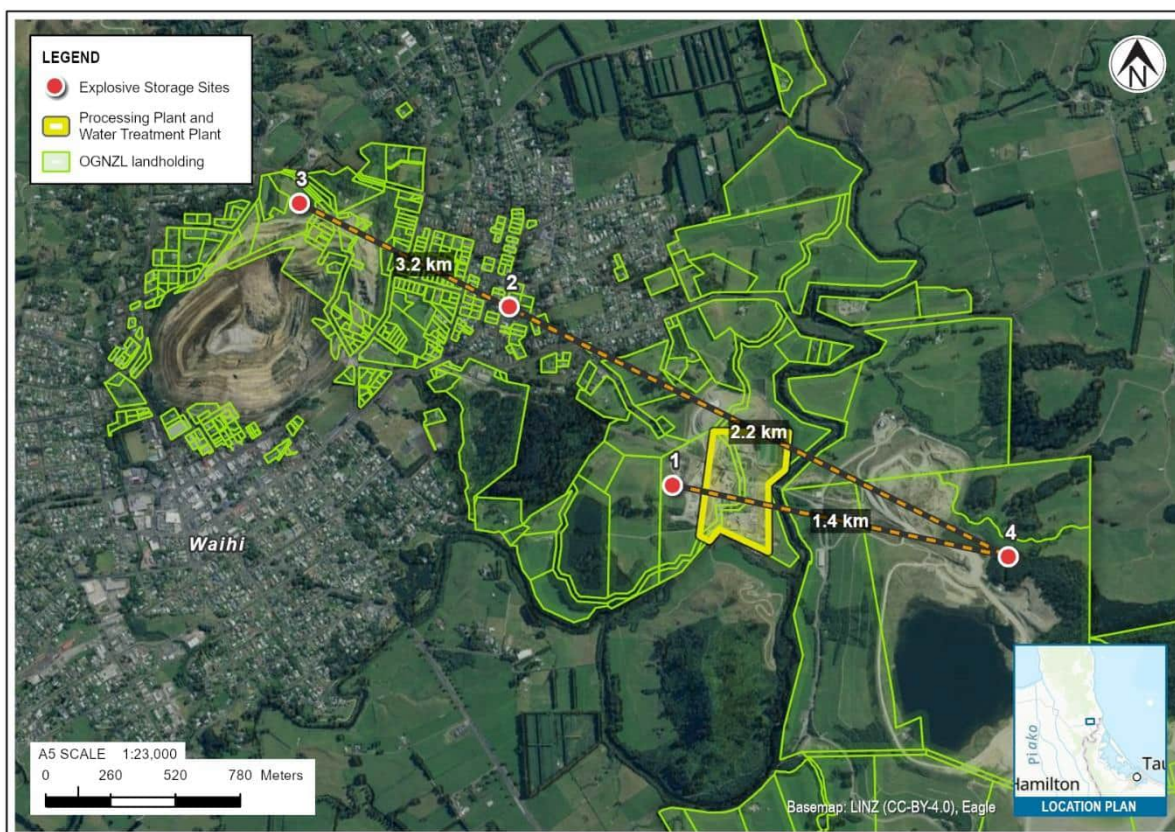 LEGEND
Explosive Storage Sites
Processing Plant and
Water Treatment Plant
OGNZL landholding
N
3
3.2 km
2
2.2 km
1
1.4 km
4
Waihi
A5 SCALE 1:23,000
0 260 520 780 Meters
Basemap: LINZ (CC-BY-4.0), Eagle
Piako
Tau
Hamilton
LOCATION PLAN